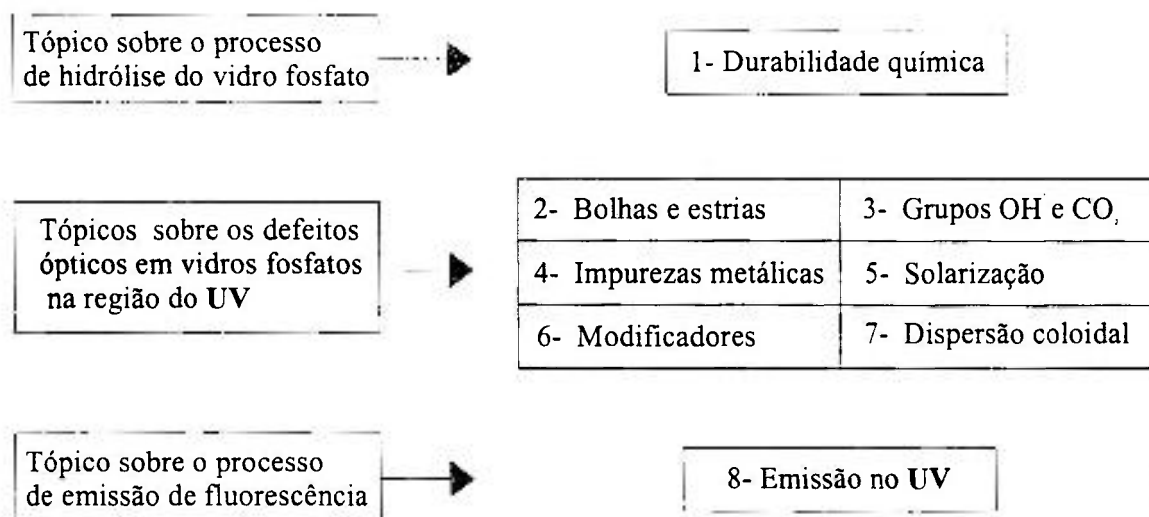 Tópico sobre o processo
de hidrólise do vidro fosfato
1- Durabilidade química
Tópicos sobre os defeitos
ópticos em vidros fosfatos
na região do UV
2- Bolhas e estrias
3- Grupos OH e CO,
4- Impurezas metálicas
5- Solarização
6- Modificadores
7- Dispersão coloidal
Tópico sobre o processo
de emissão de fluorescência
8- Emissão no UV